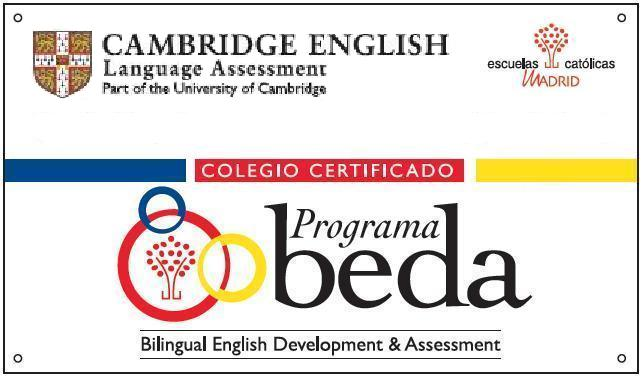 CAMBRIDGE ENGLISH
Language Assessment
Part of the University of Cambridge
escuelas católicas
MADRID
COLEGIO CERTIFICADO
Programa
beda
Bilingual English Development & Assessment